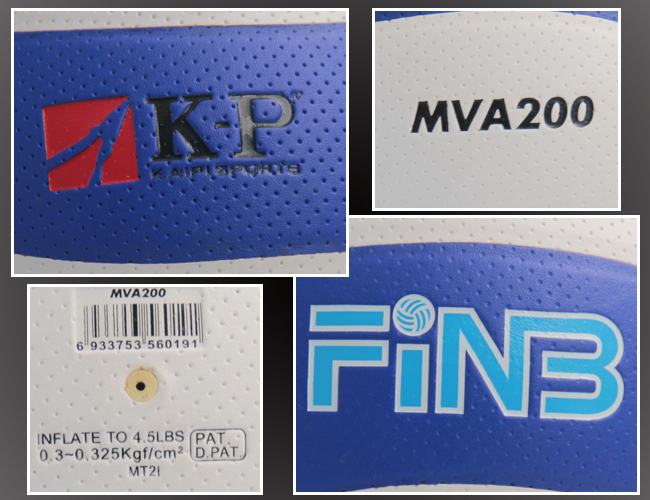 K-P
KAIPISPORTS
MVA200
MVA200
6 933753 560191
INFLATE TO 4.5LBS
0.3~0.325Kgf/cm²
PAT.
D.PAT.
MT2I
FiNB